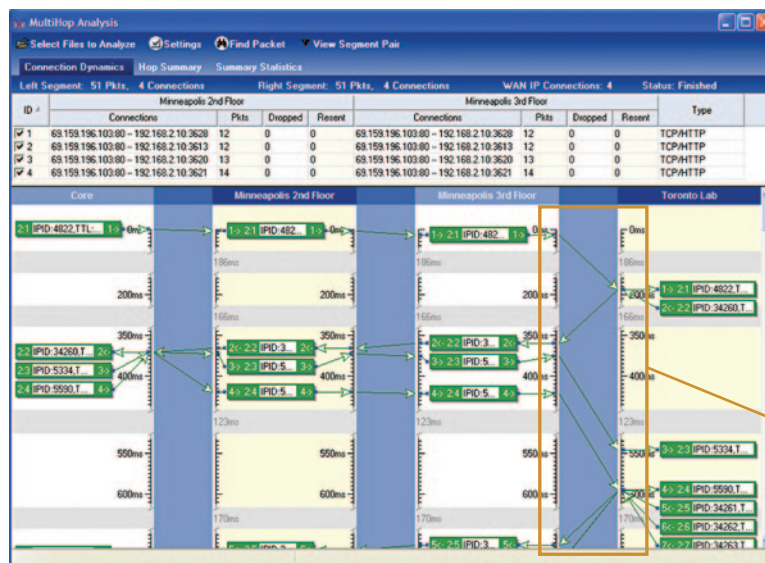 MultiHop Analysis
Select Files to Analyze Settings Find Packet View Segment Pair
Connection Dynamics Hop Summary Summary Statistics
Left Segment: 51 Pkts, 4 Connections Right Segment: 51 Pkts, 4 Connections WAN IP Connections: 4 Status: Finished
ID Minneapolis 2nd Floor Minneapolis 3rd Floor Type
Connections Pkts Dropped Resent Connections Pkts Dropped Resent
1 69.159.196.103:80 -- 192.168.2.10:3628 12 0 0 69.159.196.103:80 -- 192.168.2.10:3628 12 0 0 TCP/HTTP
2 69.159.196.103:80 -- 192.168.2.10:3613 12 0 0 69.159.196.103:80 -- 192.168.2.10:3613 12 0 0 TCP/HTTP
3 69.159.196.103:80 -- 192.168.2.10:3620 13 0 0 69.159.196.103:80 -- 192.168.2.10:3620 13 0 0 TCP/HTTP
4 69.159.196.103:80 -- 192.168.2.10:3621 14 0 0 69.159.196.103:80 -- 192.168.2.10:3621 14 0 0 TCP/HTTP
Core Minneapolis 2nd Floor Minneapolis 3rd Floor Toronto Lab
2:1 IPID:4822,TTL:... 1-> 0ms 1-> 2:1 IPID:482... 1-> 0ms 1-> 2:1 IPID:482... 1-> 0ms 0ms
186ms 186ms 186ms
1-> 2:1 IPID:4822,T...
200ms 200ms 200ms 200ms
2<- 2:2 IPID:34260,T...
166ms 166ms 166ms
350ms 350ms 350ms 350ms
2:2 IPID:34260,T... 2<- 2<- 2:2 IPID:3... 2<- 2<- 2:2 IPID:3... 2<-
2:3 IPID:5334,T... 3-> 3-> 2:3 IPID:5... 3-> 3-> 2:3 IPID:5... 3->
400ms 400ms 400ms 400ms
2:4 IPID:5590,T... 4-> 4-> 2:4 IPID:5... 4-> 4-> 2:4 IPID:5... 4->
123ms 123ms 123ms
550ms 550ms 550ms 550ms 3-> 2:3 IPID:5334,T...
600ms 600ms 600ms 600ms 4-> 2:4 IPID:5590,T...
5<- 2:5 IPID:34261,T...
170ms 170ms 170ms 6<- 2:6 IPID:34262,T...
5<- 2:5 IPID:3... 5<- 7<- 2:7 IPID:34263,T...